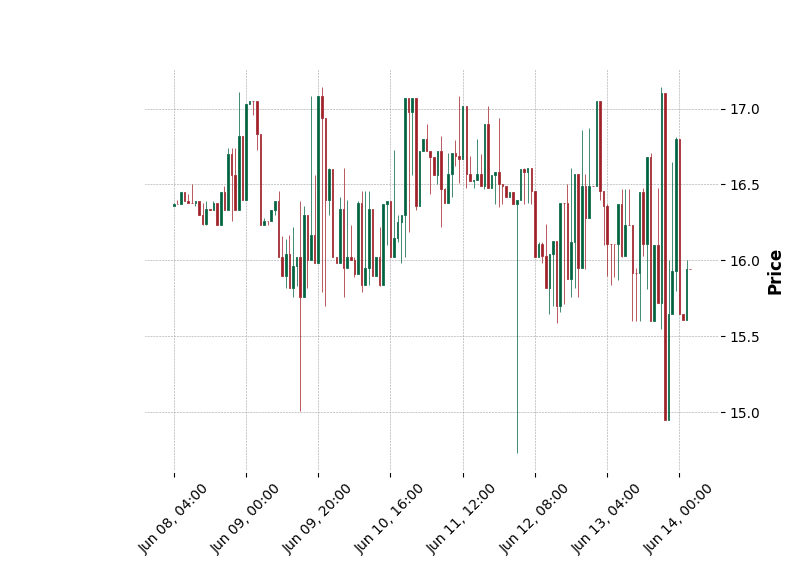 17.0
16.5
16.0
15.5
15.0
Price
Jun 08, 04:00
Jun 09, 00:00
Jun 09, 20:00
Jun 10, 16:00
Jun 11, 12:00
Jun 12, 08:00
Jun 13, 04:00
Jun 14, 00:00